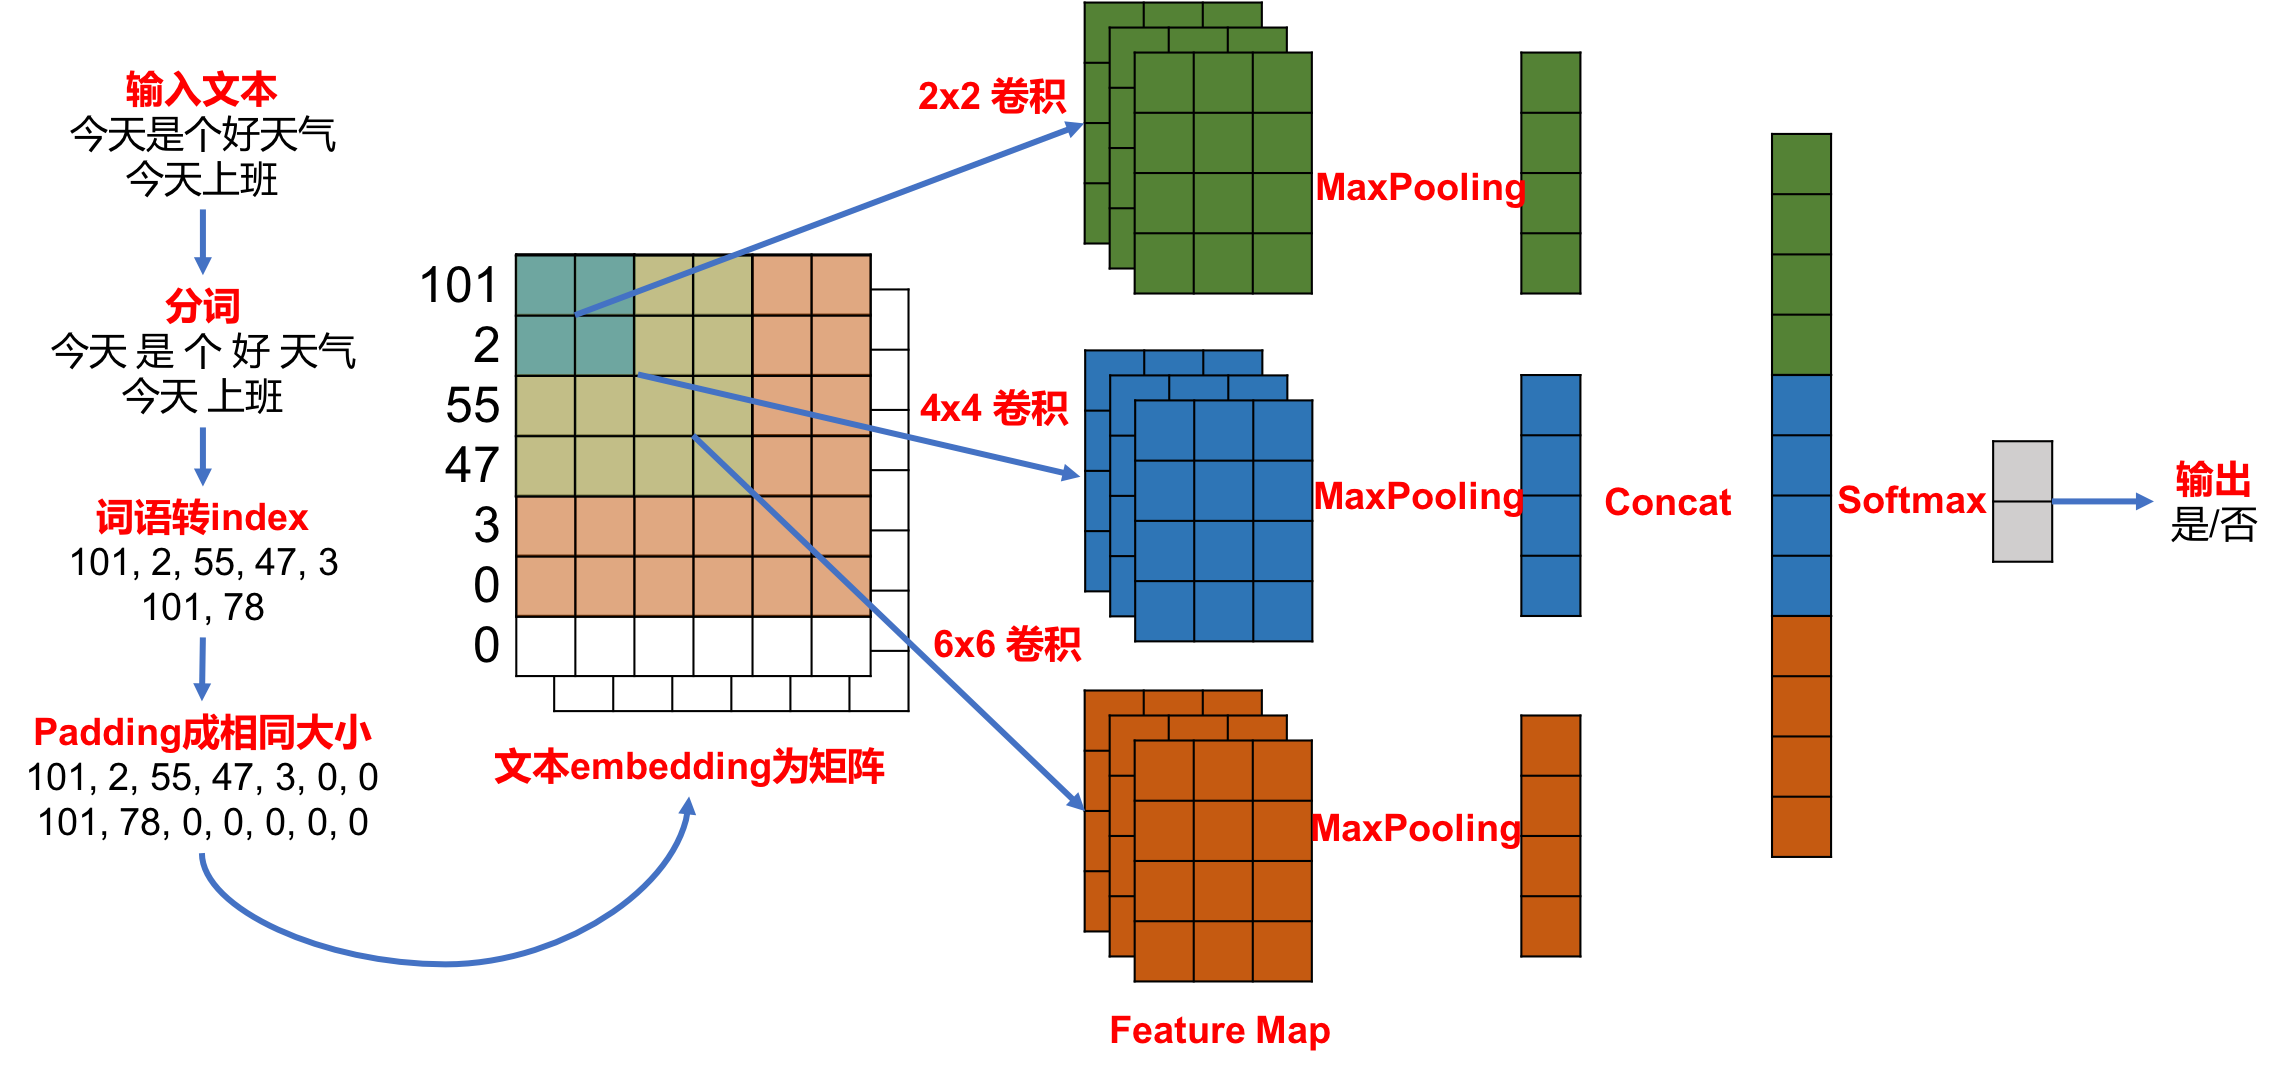 输入文本
今天是个好天气
今天上班
分词
今天 是 个 好 天气
今天 上班
词语转index
101, 2, 55, 47, 3
101, 78
Padding成相同大小
101, 2, 55, 47, 3, 0, 0
101, 78, 0, 0, 0, 0, 0
101
2
55
47
3
0
0
文本embedding为矩阵
2x2 卷积
4x4 卷积
6x6 卷积
MaxPooling
MaxPooling
MaxPooling
Feature Map
Concat
Softmax
输出
是/否